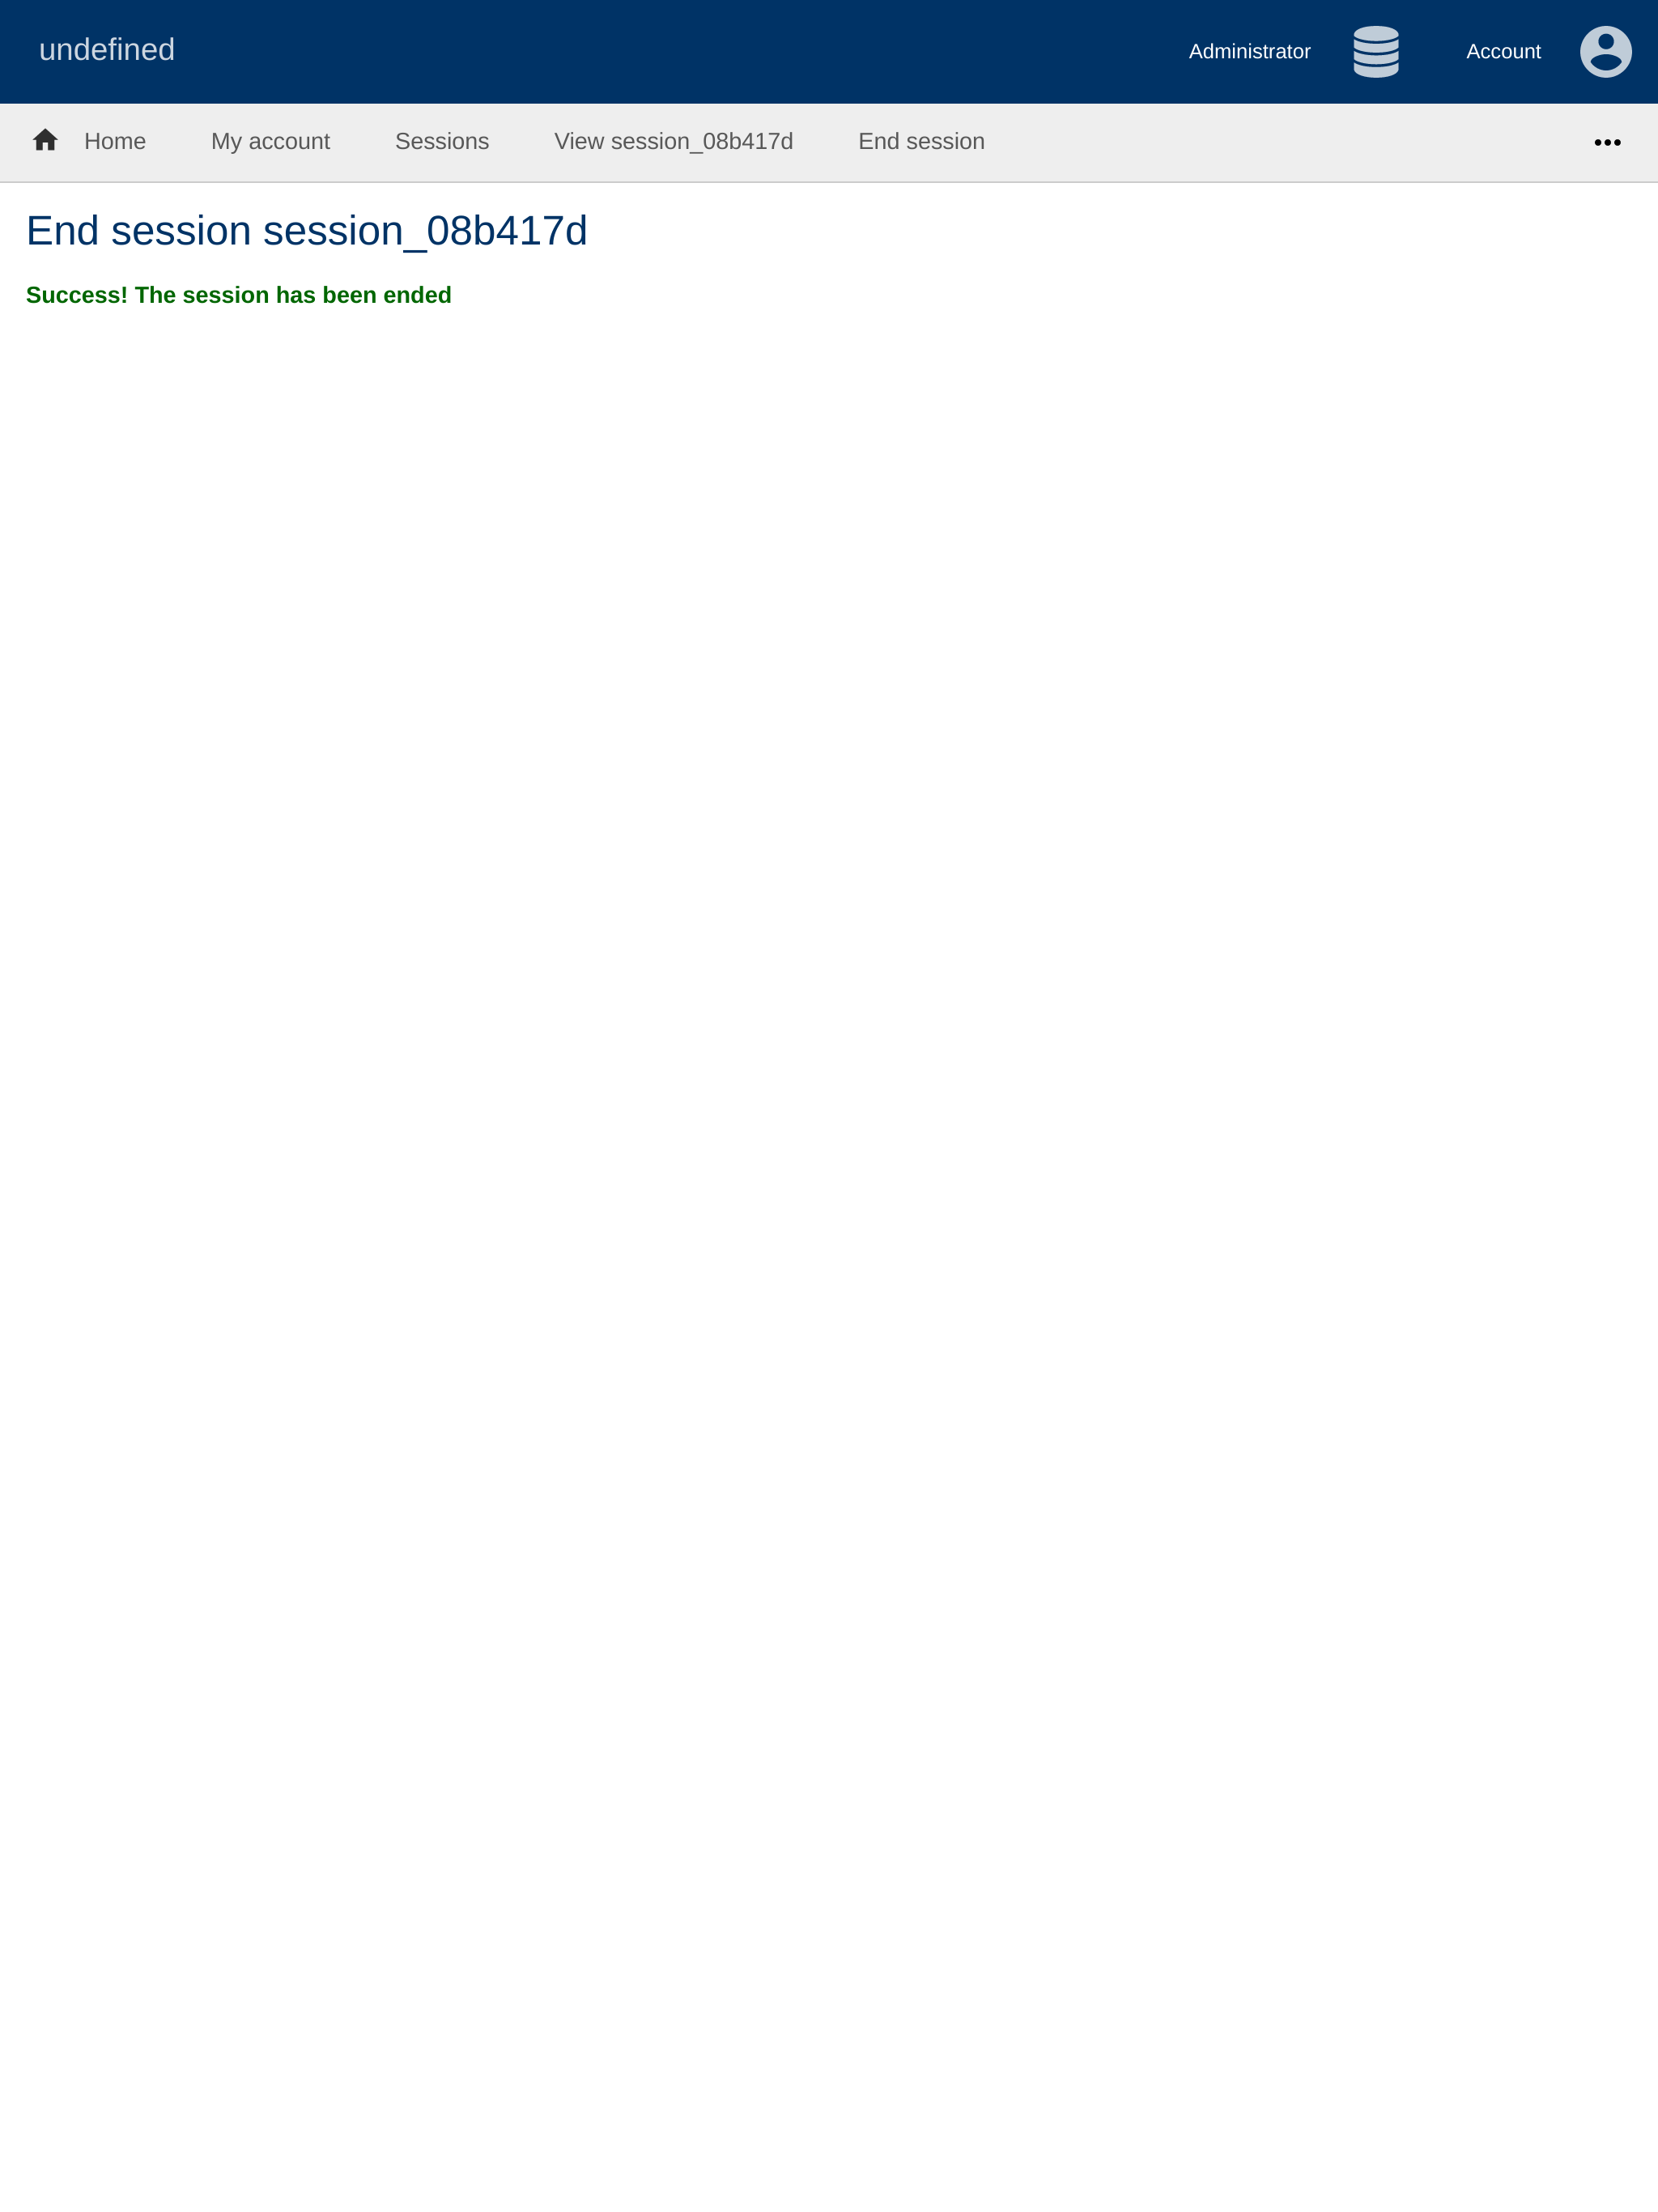 undefined
Administrator
Account
Home
My account
Sessions
View session_08b417d
End session
End session session_08b417d
Success! The session has been ended